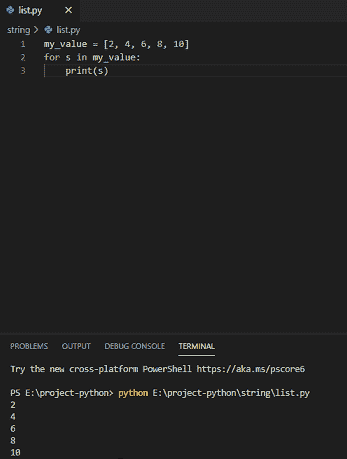 list.py
string > list.py
1 my_value = [2, 4, 6, 8, 10]
2 for s in my_value:
3     print(s)
PROBLEMS OUTPUT DEBUG CONSOLE TERMINAL
Try the new cross-platform PowerShell https://aka.ms/pscore6
PS E:\project-python> python E:\project-python\string\list.py
2
4
6
8
10